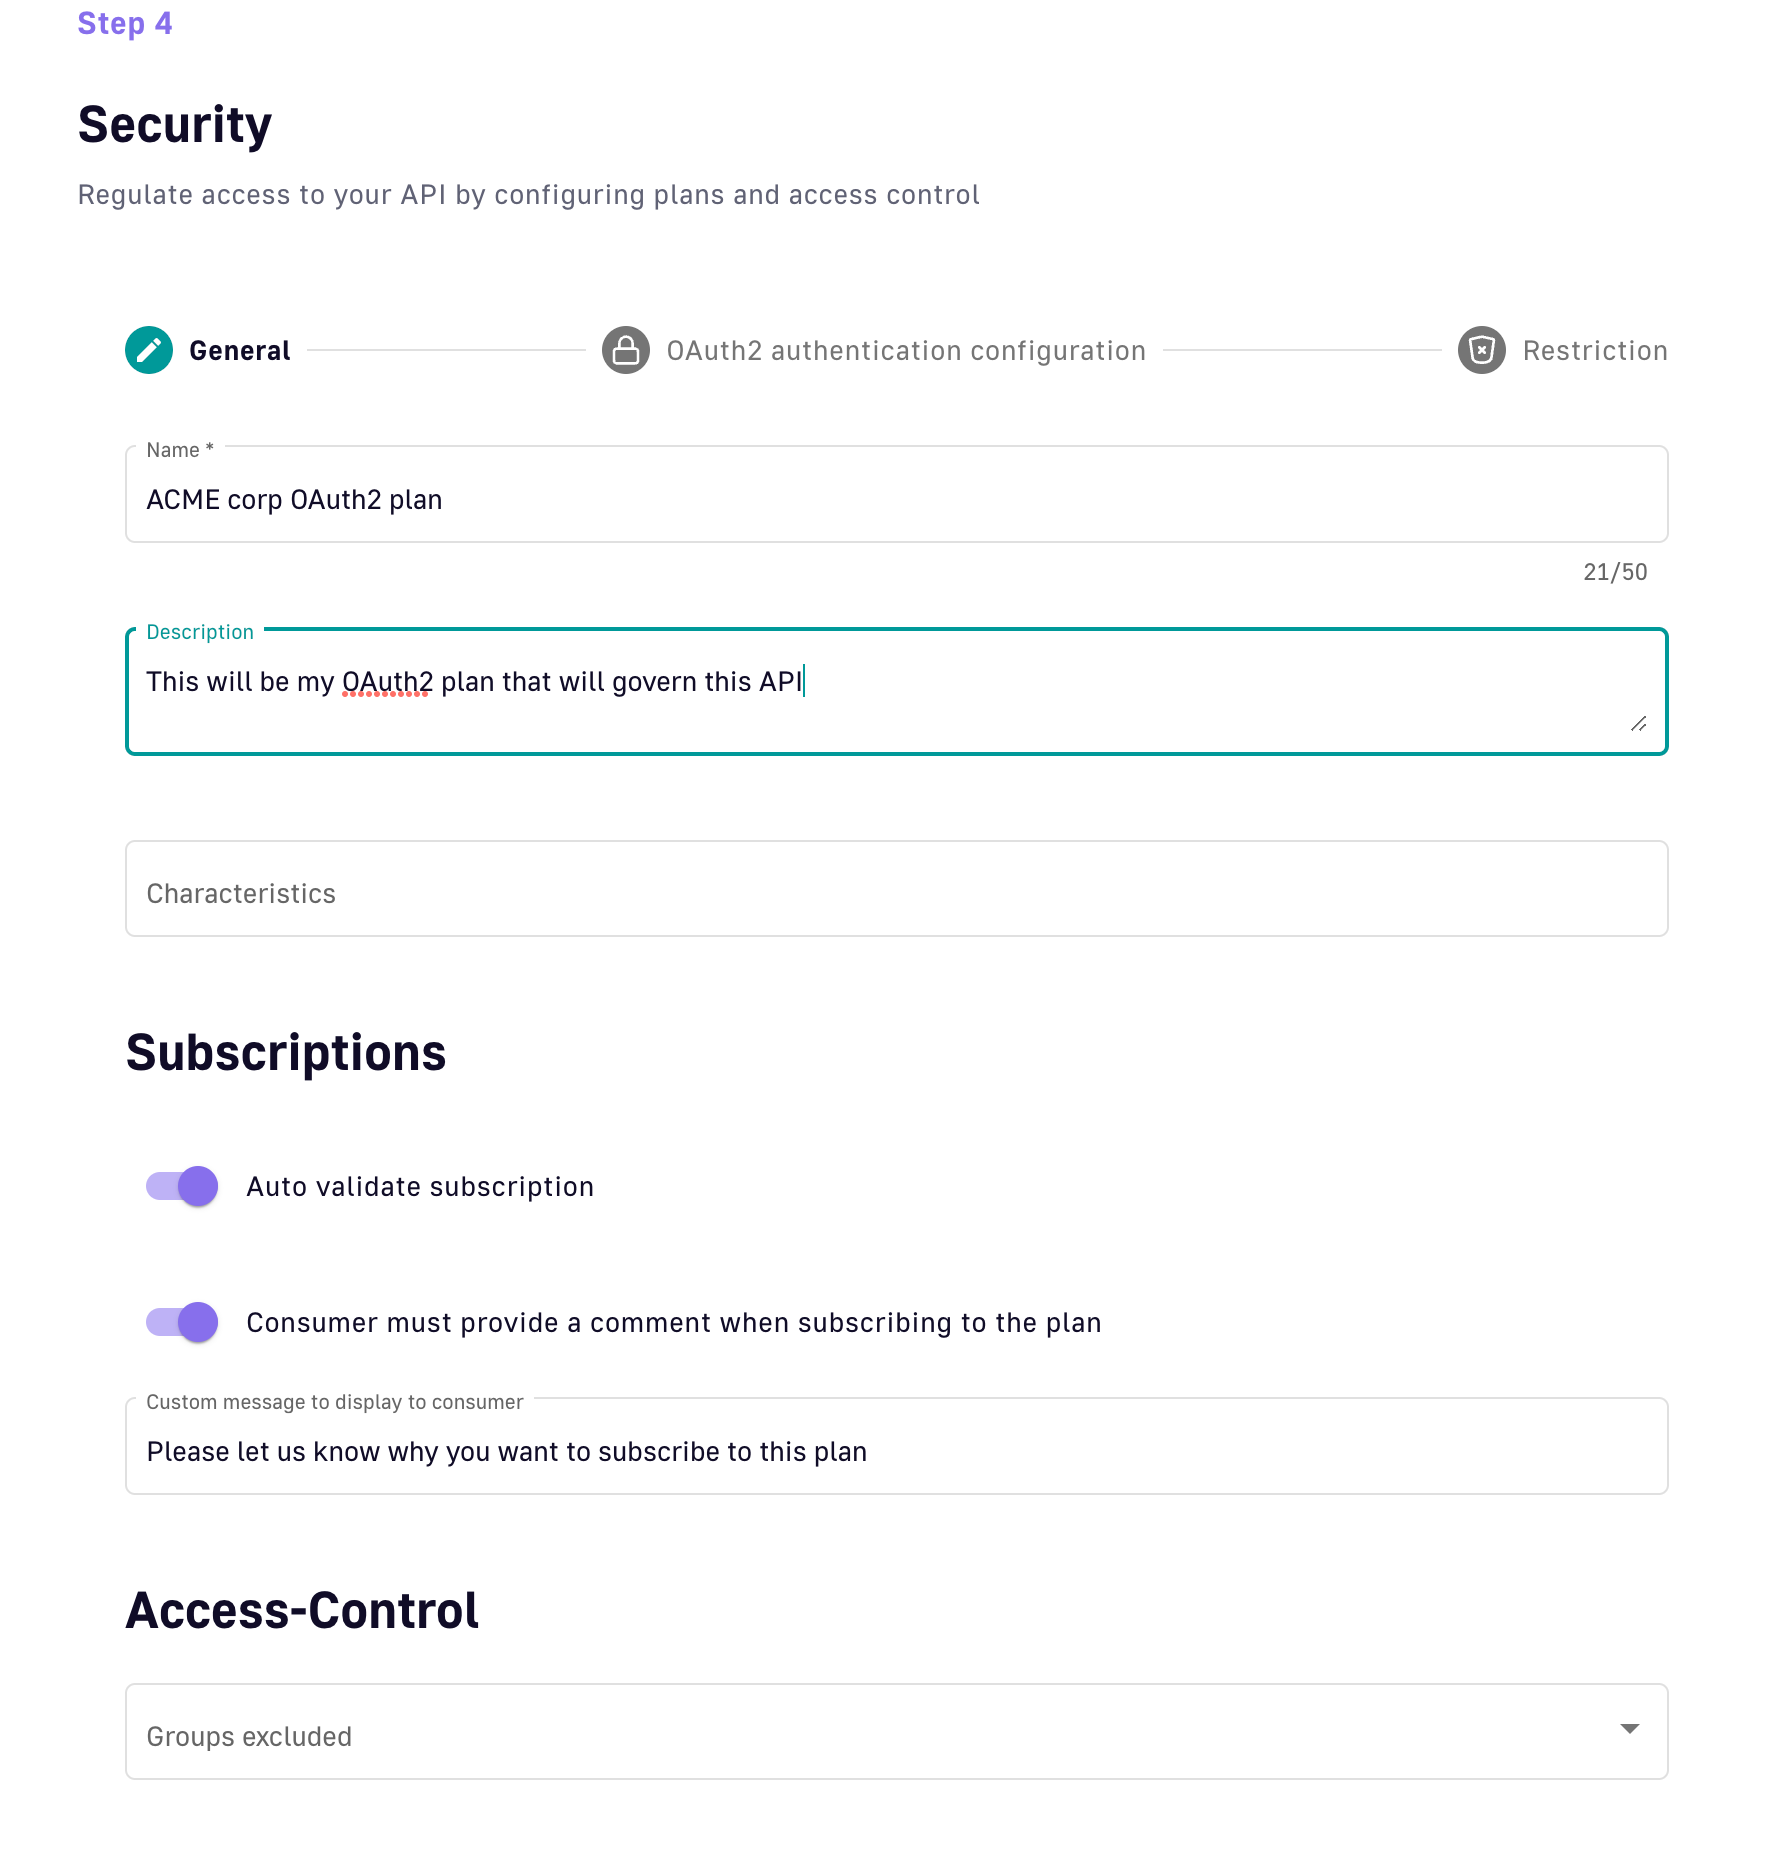 Step 4
Security
Regulate access to your API by configuring plans and access control
General
OAuth2 authentication configuration
Restriction
Name *
ACME corp OAuth2 plan
21/50
Description
This will be my OAuth2 plan that will govern this API
Characteristics
Subscriptions
Auto validate subscription
Consumer must provide a comment when subscribing to the plan
Custom message to display to consumer
Please let us know why you want to subscribe to this plan
Access-Control
Groups excluded